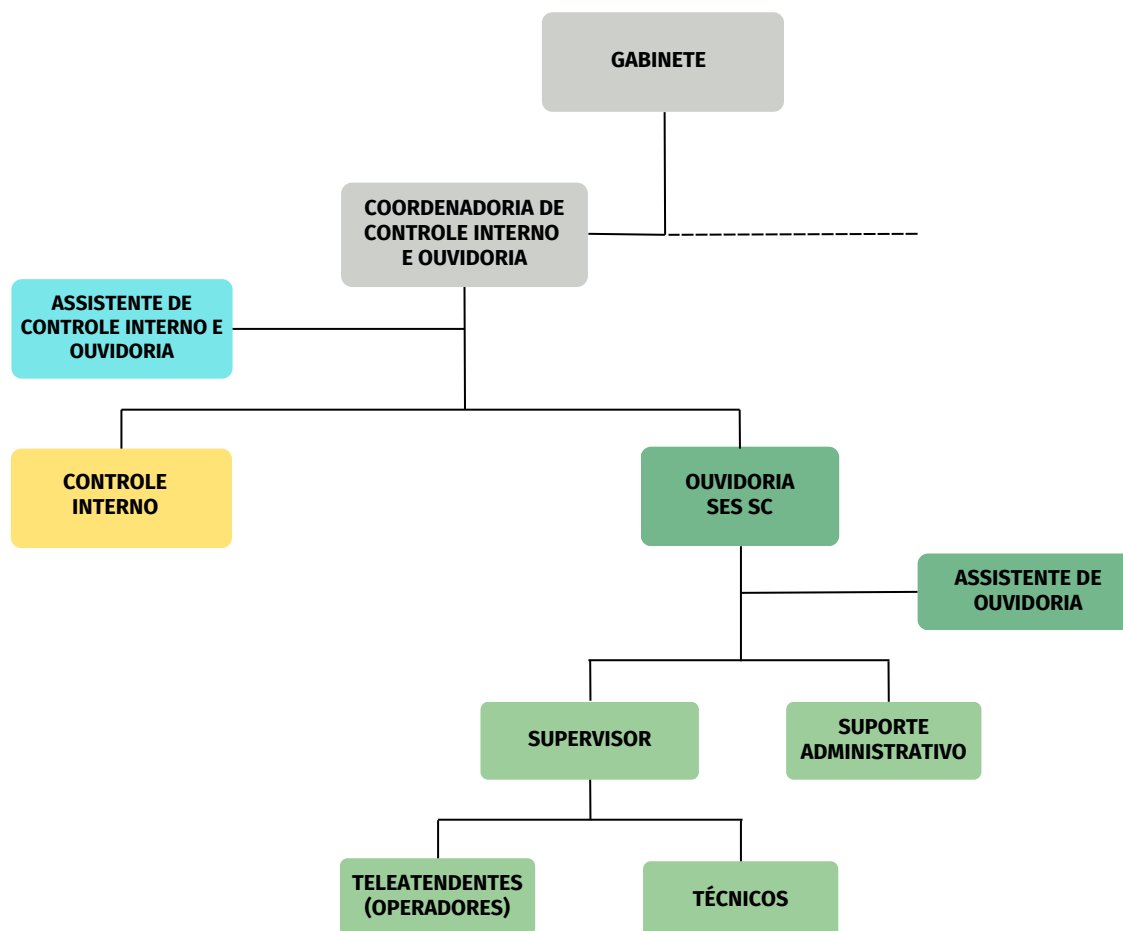 GABINETE
COORDENADORIA DE
CONTROLE INTERNO
E OUVIDORIA
ASSISTENTE DE
CONTROLE INTERNO E
OUVIDORIA
CONTROLE
INTERNO
OUVIDORIA
SES SC
ASSISTENTE DE
OUVIDORIA
SUPERVISOR
SUPORTE
ADMINISTRATIVO
TELEATENDENTES
(OPERADORES)
TÉCNICOS